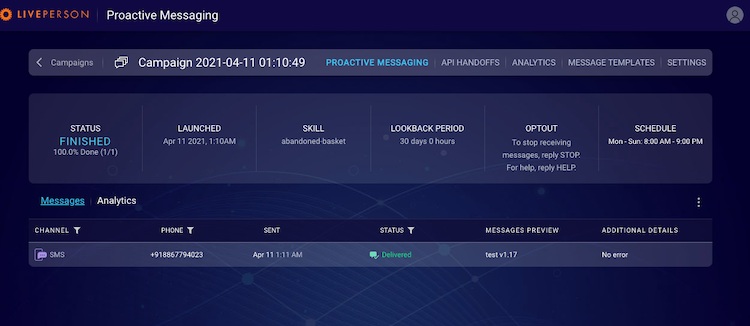 LIVEPERSON Proactive Messaging
Campaigns Campaign 2021-04-11 01:10:49 PROACTIVE MESSAGING API HANDOFFS ANALYTICS MESSAGE TEMPLATES SETTINGS
STATUS LAUNCHED SKILL LOOKBACK PERIOD OPTOUT SCHEDULE
FINISHED Apr 11 2021, 1:10AM abandoned-basket 30 days 0 hours To stop receiving Mon - Sun: 8:00 AM - 9:00 PM
100.0% Done (1/1) messages, reply STOP.
For help, reply HELP.
Messages Analytics
CHANNEL PHONE SENT STATUS MESSAGES PREVIEW ADDITIONAL DETAILS
SMS +918867794023 Apr 11 1:11 AM Delivered test v1.17 No error